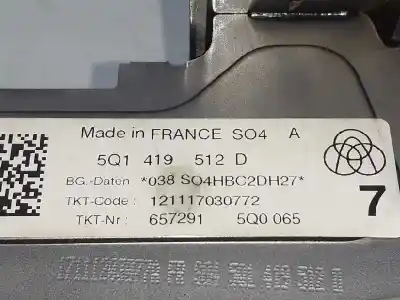 Made in FRANCE SO4 A
5Q1 419 512 D
BG.-Daten *038 SO4HBC2DH27*
TKT-Code: 121117030772
TKT-Nr: 657291 5Q0 065
7